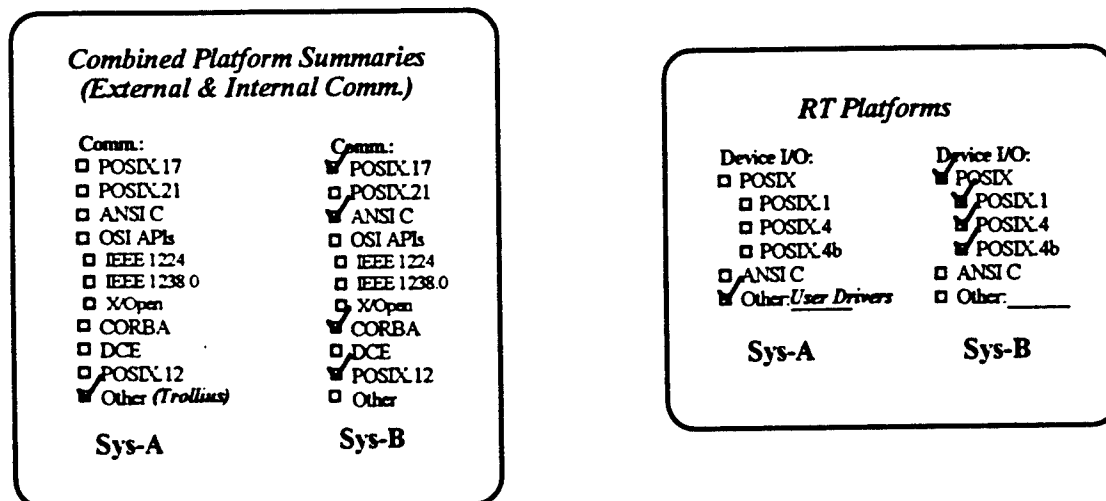 Combined Platform Summaries
(External & Internal Comm.)
Comm.:
POSIX.17
POSIX.21
ANSI C
OSI APIs
IEEE 1224
IEEE 1238.0
X/Open
CORBA
DCE
POSIX.12
Other (Trollius)
Sys-A
Comm.:
POSIX.17
POSIX.21
ANSI C
OSI APIs
IEEE 1224
IEEE 1238.0
X/Open
CORBA
DCE
POSIX.12
Other
Sys-B
RT Platforms
Device I/O:
POSIX
POSIX.1
POSIX.4
POSIX.4b
ANSI C
Other: User Drivers
Sys-A
Device I/O:
POSIX
POSIX.1
POSIX.4
POSIX.4b
ANSI C
Other:
Sys-B